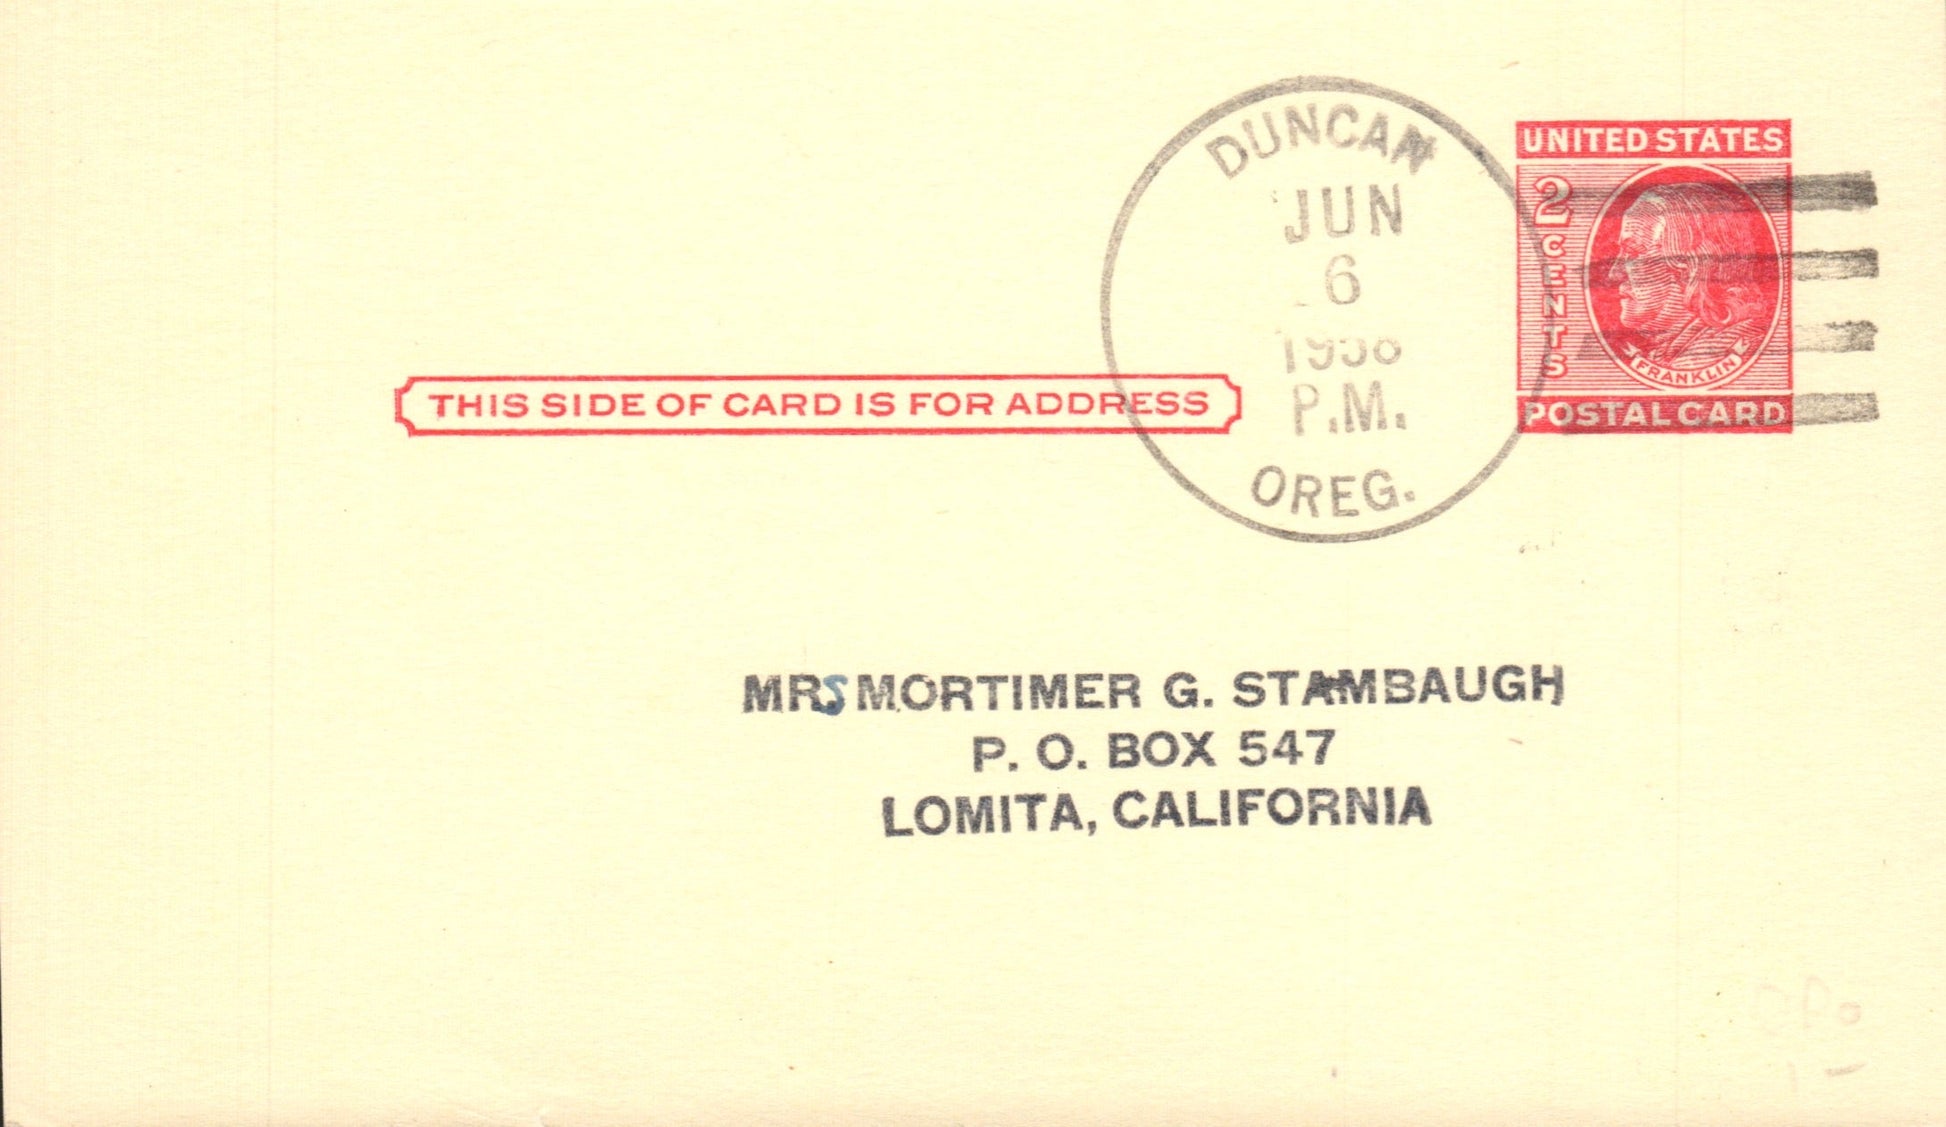 DUNCAN
JUN
6
1958
P.M.
OREG.
UNITED STATES
2 CENTS
FRANKLIN
POSTAL CARD
THIS SIDE OF CARD IS FOR ADDRESS
MRS MORTIMER G. STAMBAUGH
P. O. BOX 547
LOMITA, CALIFORNIA